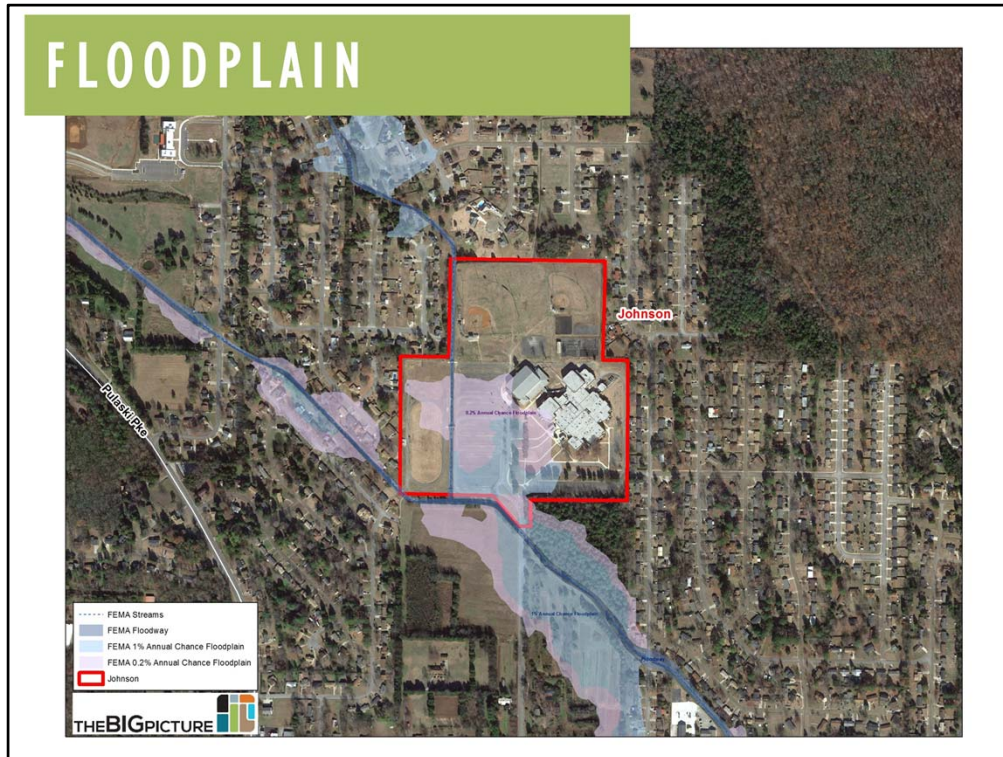 FLOODPLAIN
Johnson
Pulaski Pke
0.2% Annual Chance Floodplain
1% Annual Chance Floodplain
Floodway
FEMA Streams
FEMA Floodway
FEMA 1% Annual Chance Floodplain
FEMA 0.2% Annual Chance Floodplain
Johnson
THEBIGPICTURE